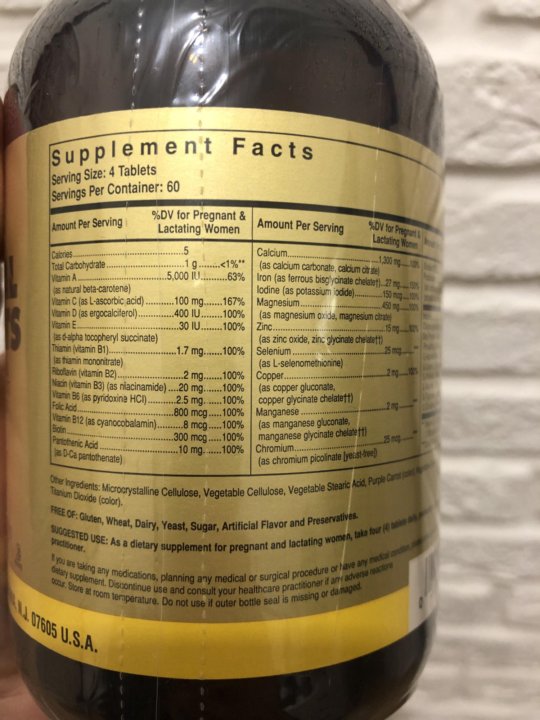 Supplement Facts
Serving Size: 4 Tablets
Servings Per Container: 60
Amount Per Serving %DV for Pregnant & Lactating Women
Calories 5
Total Carbohydrate 1 g <1%**
Vitamin A 5,000 IU 63%
(as natural beta-carotene)
Vitamin C (as L-ascorbic acid) 100 mg 167%
Vitamin D (as ergocalciferol) 400 IU 100%
Vitamin E 30 IU 100%
(as d-alpha tocopheryl succinate)
Thiamin (vitamin B1) 1.7 mg 100%
(as thiamin mononitrate)
Riboflavin (vitamin B2) 2 mg 100%
Niacin (vitamin B3) (as niacinamide) 20 mg 100%
Vitamin B6 (as pyridoxine HCl) 2.5 mg 100%
Folic Acid 800 mcg 100%
Vitamin B12 (as cyanocobalamin) 8 mcg 100%
Biotin 300 mcg 100%
Pantothenic Acid 10 mg 100%
(as D-Ca pantothenate)
Amount Per Serving %DV for Pregnant & Lactating Women
Calcium 1,300 mg 100%
(as calcium carbonate, calcium citrate)
Iron (as ferrous bisglycinate chelate††) 27 mg
Iodine (as potassium iodide) 150 mcg
Magnesium 450 mg 100%
(as magnesium oxide, magnesium citrate)
Zinc 15 mg 100%
(as zinc oxide, zinc glycinate chelate††)
Selenium 25 mcg
(as L-selenomethionine)
Copper 2 mg 100%
(as copper gluconate,
copper glycinate chelate††)
Manganese 2 mg
(as manganese gluconate,
manganese glycinate chelate††)
Chromium 25 mcg
(as chromium picolinate [yeast-free])
Other Ingredients: Microcrystalline Cellulose, Vegetable Cellulose, Vegetable Stearic Acid, Purple Carrot (color),
Titanium Dioxide (color).
FREE OF: Gluten, Wheat, Dairy, Yeast, Sugar, Artificial Flavor and Preservatives.
SUGGESTED USE: As a dietary supplement for pregnant and lactating women, take four (4) tablets daily,
practitioner.
If you are taking any medications, planning any medical or surgical procedure or have any medical condition,
dietary supplement. Discontinue use and consult your healthcare practitioner if any adverse reactions
occur. Store at room temperature. Do not use if outer bottle seal is missing or damaged.
N.J. 07605 U.S.A.